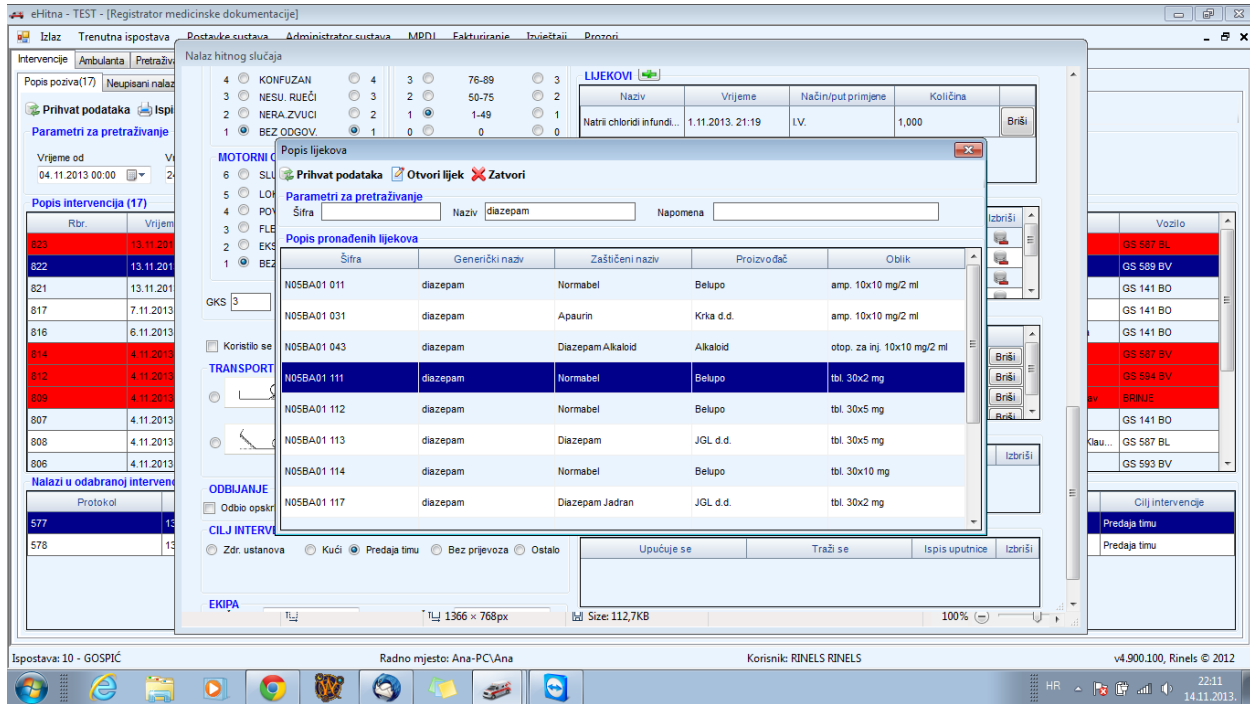 eHitna - TEST - [Registrator medicinske dokumentacije]
Izlaz Trenutna ispostava Postavke sustava Administrator sustava MPDI Fakturiranje Izvještaji Prozori
Intervencije Ambulanta
Popis poziva(17)
Prihvat podataka
Parametri za pretraživanje
Vrijeme od
04.11.2013 00:00
Popis intervencija (17)
Rbr.
823
822
821 13.11.201
817 7.11.2013
816 6.11.2013
814 4.11.2013
812 4.11.2013
809 4.11.2013
807 4.11.2013
808 4.11.2013
806 4.11.2013
Protokol
577
578
Nalaz hitnog slučaja
4 KONFUZAN 4 3 76-89 3
3 NESU. RIJEČI 3 2 50-75 2
2 NERA.ZVUCI 2 1 1-49 1
1 BEZ ODGOV. 1 0 0 0
6
5
4
3
2
1
GKS 3
Koristilo se
TRANSPORT
ODBIJANJE
CILJ INTERVE
Zdr. ustanova Kući Predaja timu Bez prijevoza Ostalo
EKIPA
LIJEKOVI
Naziv Vrijeme Način/put primjene Količina
Natrii chloridi infundi... 1.11.2013. 21:19 I.V. 1,000 Briši
Izbriši
Briši
Briši
Briši
Briši
Izbriši
Upućuje se Traži se Ispis uputnice Izbriši
1366 × 768px Size: 112,7KB 100%
Popis lijekova
Prihvat podataka Otvori lijek Zatvori
Parametri za pretraživanje
Šifra Naziv diazepam Napomena
Popis pronađenih lijekova
Šifra Generički naziv Zaštićeni naziv Proizvođač Oblik
N05BA01 011 diazepam Normabel Belupo amp. 10x10 mg/2 ml
N05BA01 031 diazepam Apaurin Krka d.d. amp. 10x10 mg/2 ml
N05BA01 043 diazepam Diazepam Alkaloid Alkaloid otop. za inj. 10x10 mg/2 ml
N05BA01 111 diazepam Normabel Belupo tbl. 30x2 mg
N05BA01 112 diazepam Normabel Belupo tbl. 30x5 mg
N05BA01 113 diazepam Diazepam JGL d.d. tbl. 30x5 mg
N05BA01 114 diazepam Normabel Belupo tbl. 30x10 mg
N05BA01 117 diazepam Diazepam Jadran JGL d.d. tbl. 30x2 mg
Vozilo
GS 587 BL
GS 589 BV
GS 141 BO
GS 141 BO
GS 141 BO
GS 587 BV
GS 594 BV
BRINJE
GS 141 BO
GS 587 BL
GS 593 BV
Cilj intervencije
Predaja timu
Predaja timu
Ispostava: 10 - GOSPIĆ Radno mjesto: Ana-PC\Ana Korisnik: RINELS RINELS v4.900.100, Rinels © 2012
HR 22:11
14.11.2013.